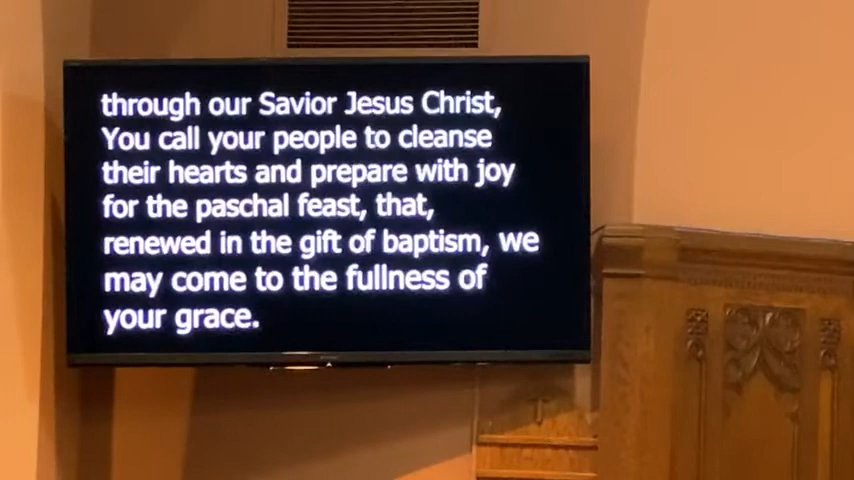 through our Savior Jesus Christ,
You call your people to cleanse
their hearts and prepare with joy
for the paschal feast, that,
renewed in the gift of baptism, we
may come to the fullness of
your grace.